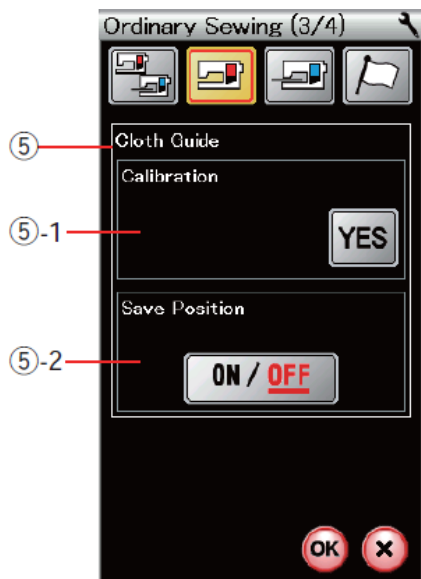 Ordinary Sewing (3/4)
⑤
Cloth Guide
Calibration
⑤-1
YES
Save Position
⑤-2
ON / OFF
OK